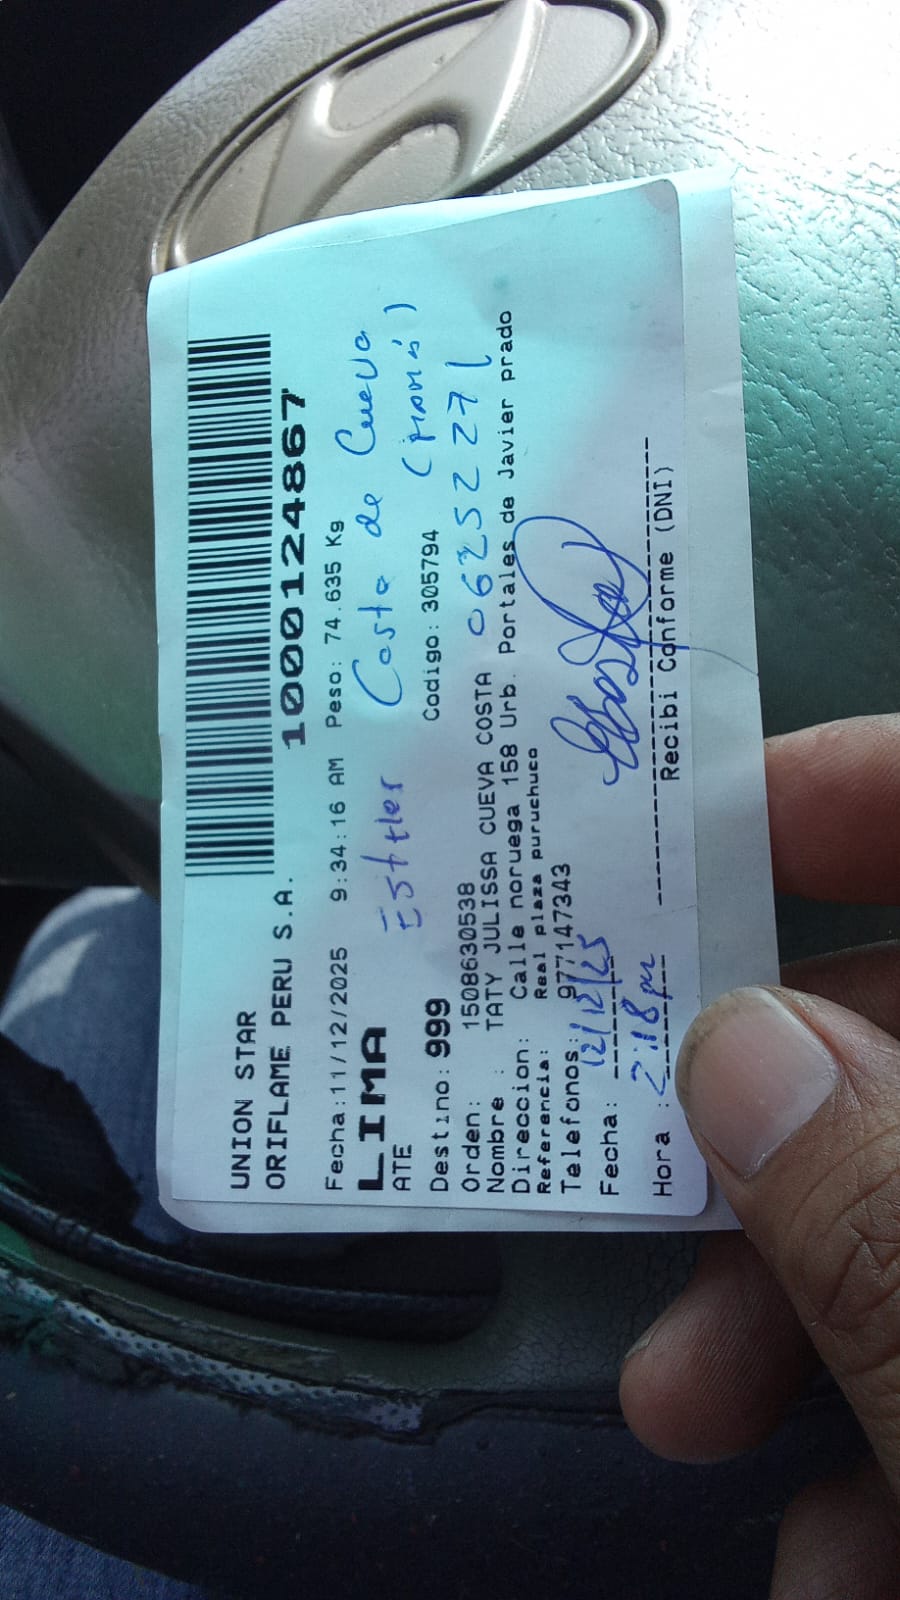 UNION STAR
ORIFLAME PERU S.A.
1000124867
Fecha:11/12/2025 9:34:16 AM Peso: 74.635 Kg
LIMA
Esther Costa de Cueva
ATE
(mamá)
Destino: 999 Codigo: 305794
06252271
Orden: 1508630538
Nombre : TATY JULISSA CUEVA COSTA
Direccion: Calle noruega 158 Urb. Portales de Javier prado
Referencia: Real plaza puruchuco
Telefonos: 977147343
Fecha: 12/12/25
Hora : 2:18 pm
Recibi Conforme (DNI)